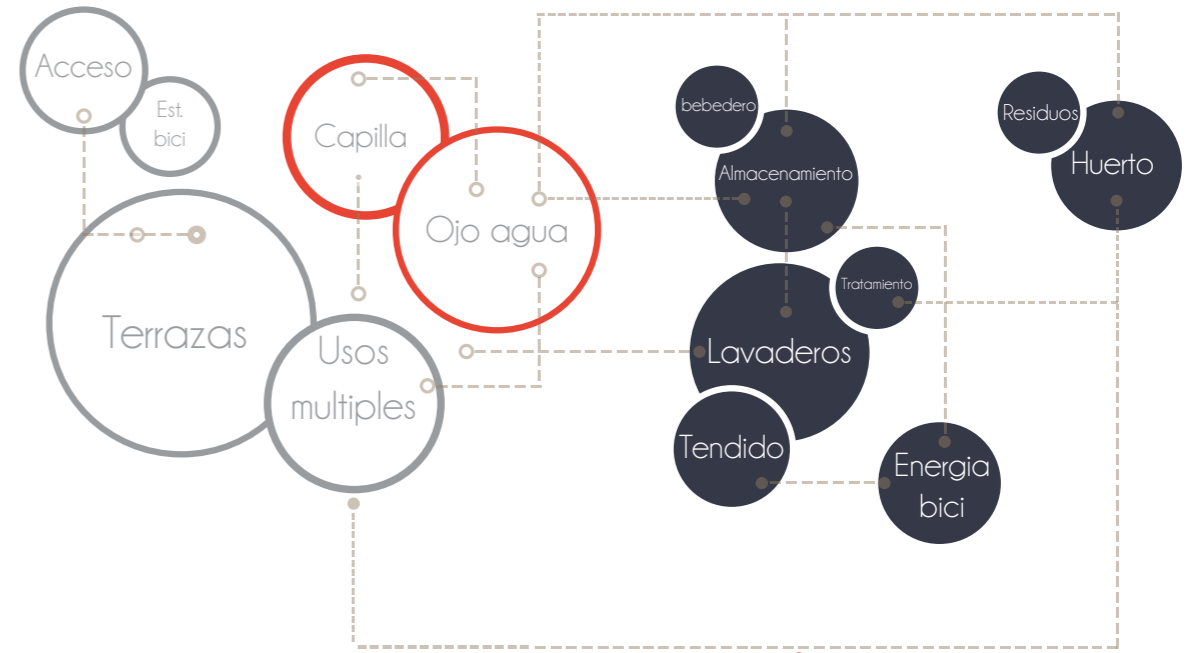 Acceso
Est.
bici
Capilla
Ojo agua
Terrazas
Usos
multiples
bebedero
Almacenamiento
Residuos
Huerto
Tratamiento
Lavaderos
Tendido
Energia
bici